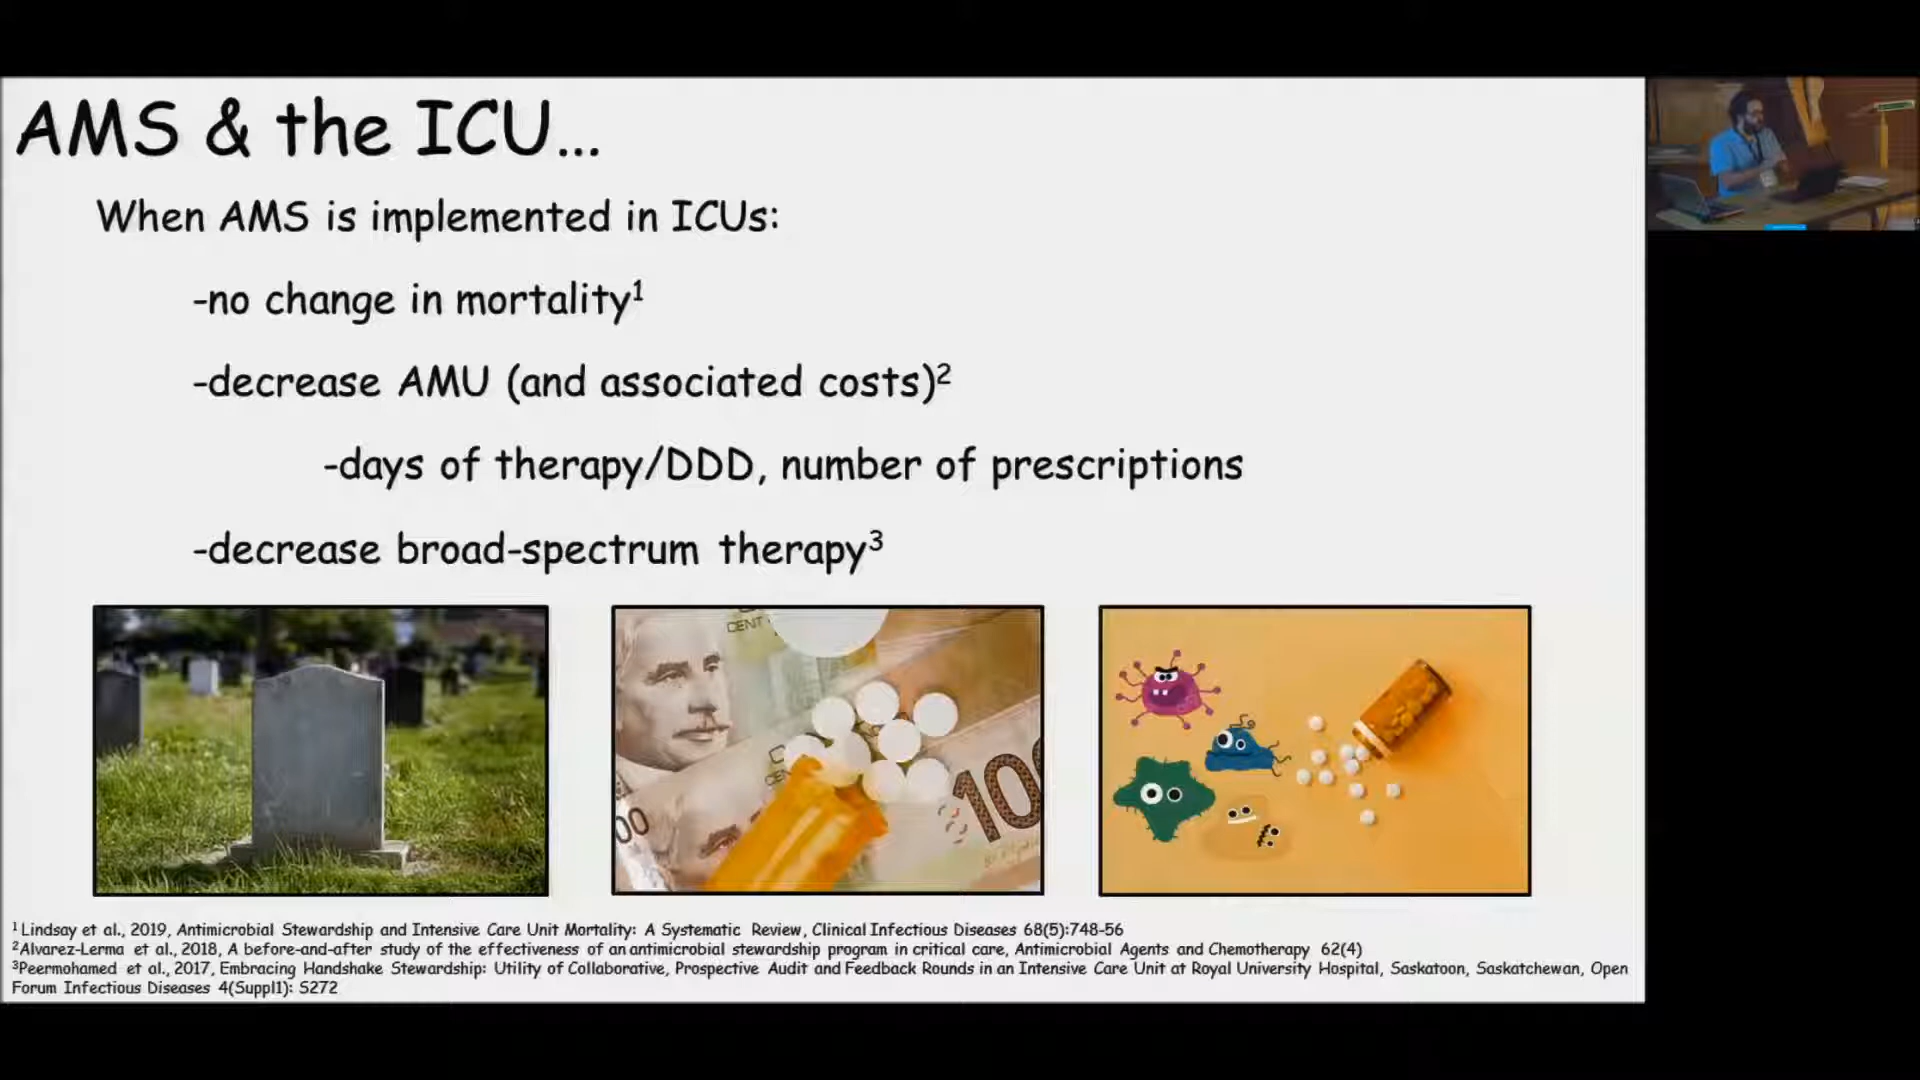 AMS & the ICU...
When AMS is implemented in ICUs:
-no change in mortality¹
-decrease AMU (and associated costs)²
-days of therapy/DDD, number of prescriptions
-decrease broad-spectrum therapy³
CENT
100
00
¹Lindsay et al., 2019, Antimicrobial Stewardship and Intensive Care Unit Mortality: A Systematic Review, Clinical Infectious Diseases 68(5):748-56
²Alvarez-Lerma et al., 2018, A before-and-after study of the effectiveness of an antimicrobial stewardship program in critical care, Antimicrobial Agents and Chemotherapy 62(4)
³Peermohamed et al., 2017, Embracing Handshake Stewardship: Utility of Collaborative, Prospective Audit and Feedback Rounds in an Intensive Care Unit at Royal University Hospital, Saskatoon, Saskatchewan, Open
Forum Infectious Diseases 4(Suppl1): S272